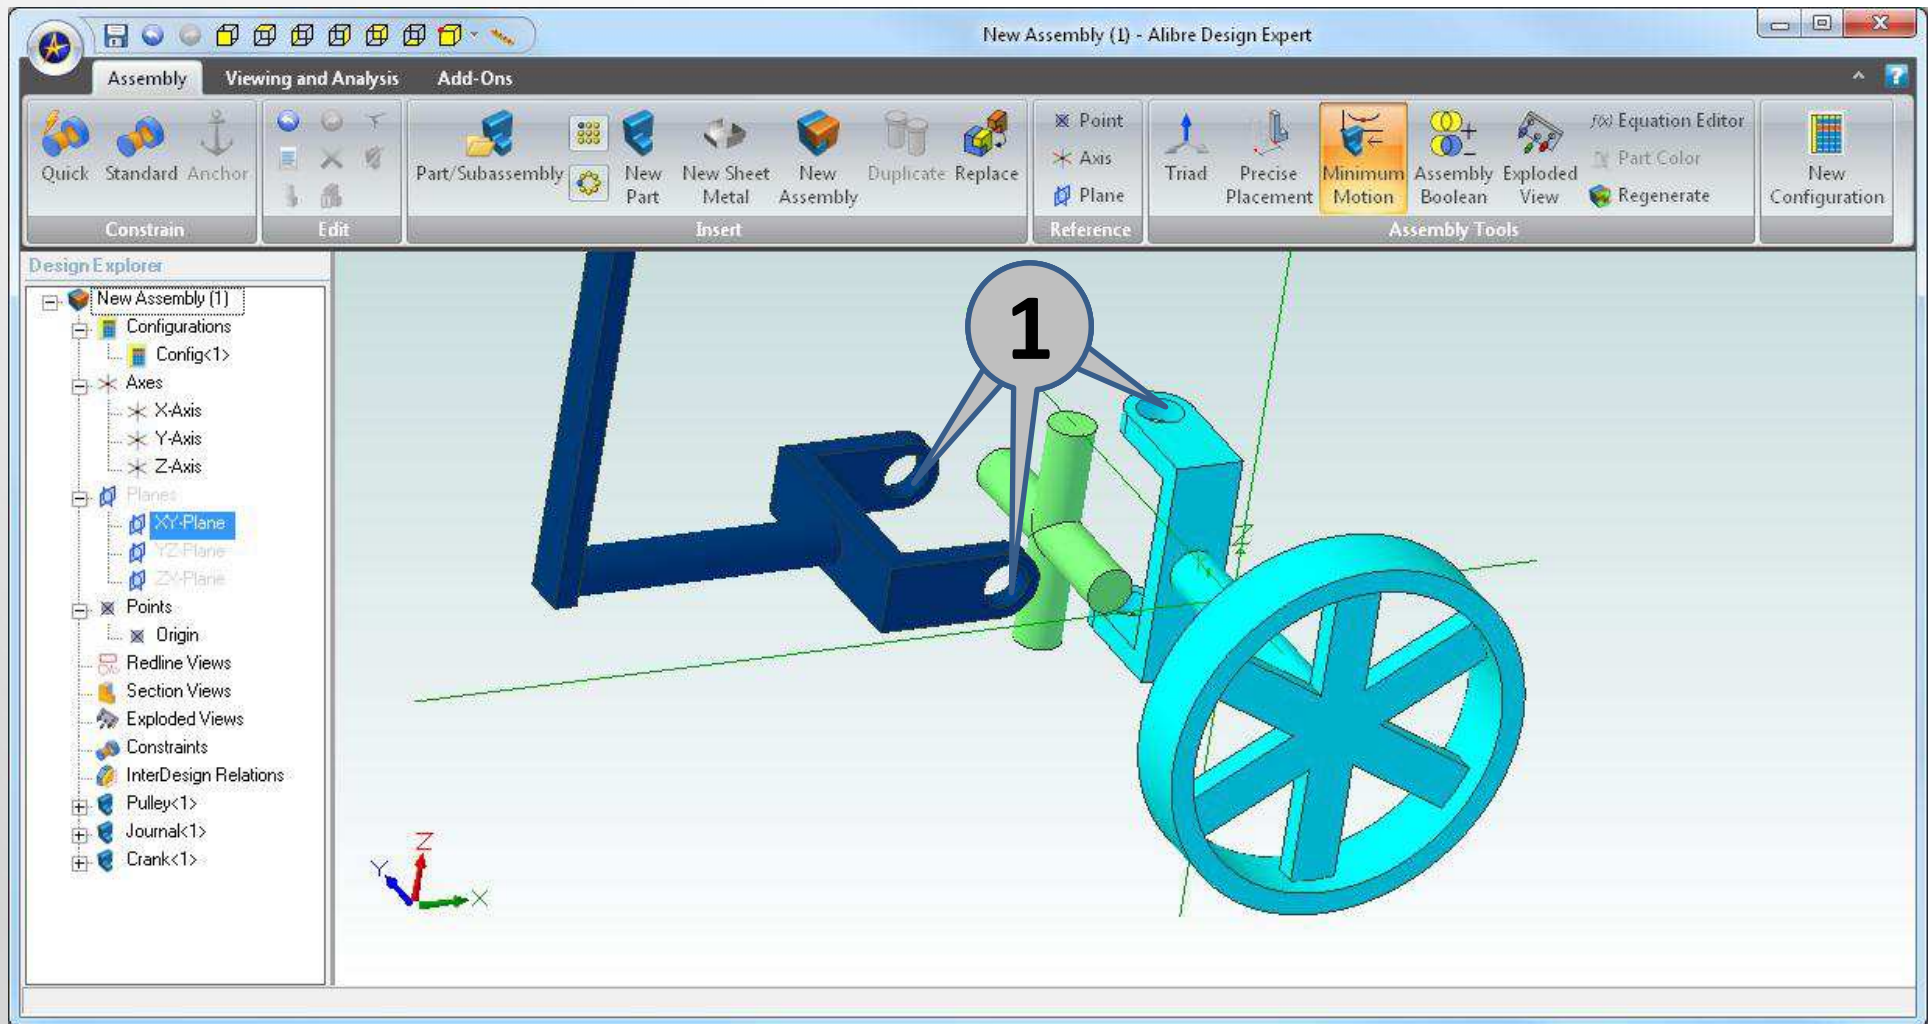 New Assembly (1) - Alibre Design Expert
Assembly Viewing and Analysis Add-Ons
Quick Standard Anchor
Constrain
Edit
Part/Subassembly
New Part
New Sheet Metal
New Assembly
Duplicate
Replace
Insert
Point
Axis
Plane
Reference
Triad
Precise Placement
Minimum Motion
Assembly Boolean
Exploded View
f(x) Equation Editor
Part Color
Regenerate
Assembly Tools
New Configuration
Design Explorer
New Assembly (1)
Configurations
Config<1>
Axes
X-Axis
Y-Axis
Z-Axis
Planes
XY-Plane
YZ-Plane
ZX-Plane
Points
Origin
Redline Views
Section Views
Exploded Views
Constraints
InterDesign Relations
Pulley<1>
Journal<1>
Crank<1>
1
Z
Y
X